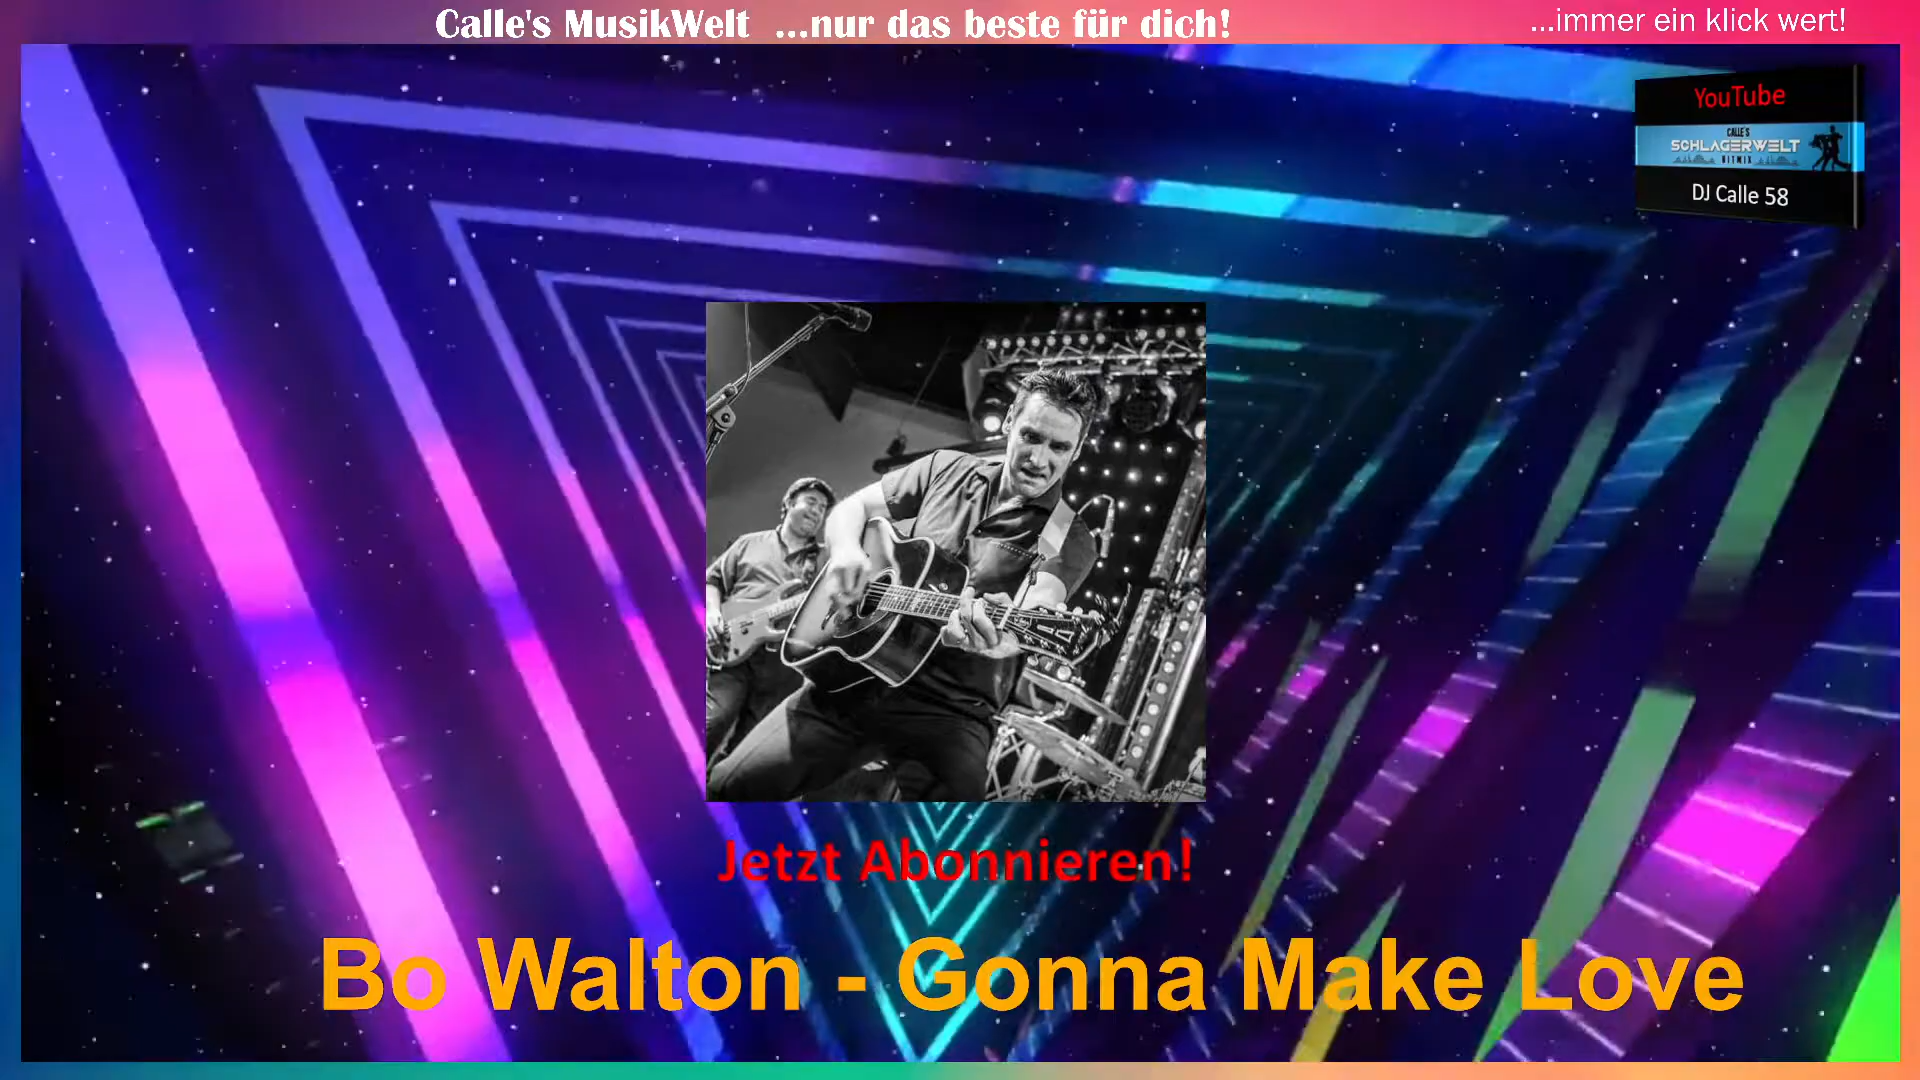 Calle's MusikWelt ...nur das beste für dich!
...immer ein klick wert!
YouTube
CALLE'S
SCHLAGERWELT
HITMIX
DJ Calle 58
Jetzt Abonnieren!
Bo Walton - Gonna Make Love